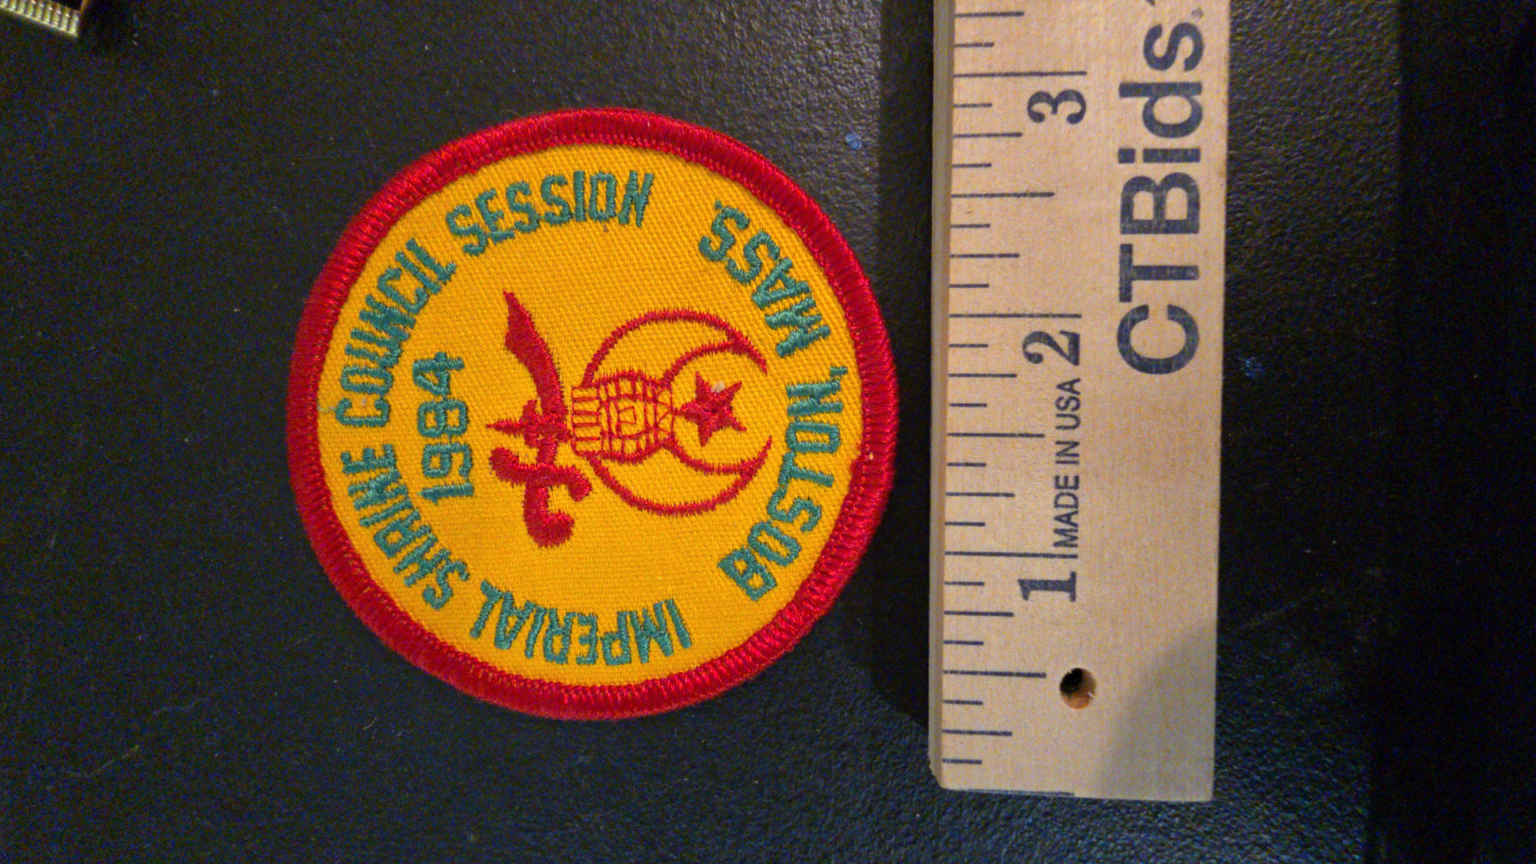 IMPERIAL SHRINE COUNCIL SESSION
1984
BOSTON, MASS.
1 MADE IN USA 2 3
CTBids.